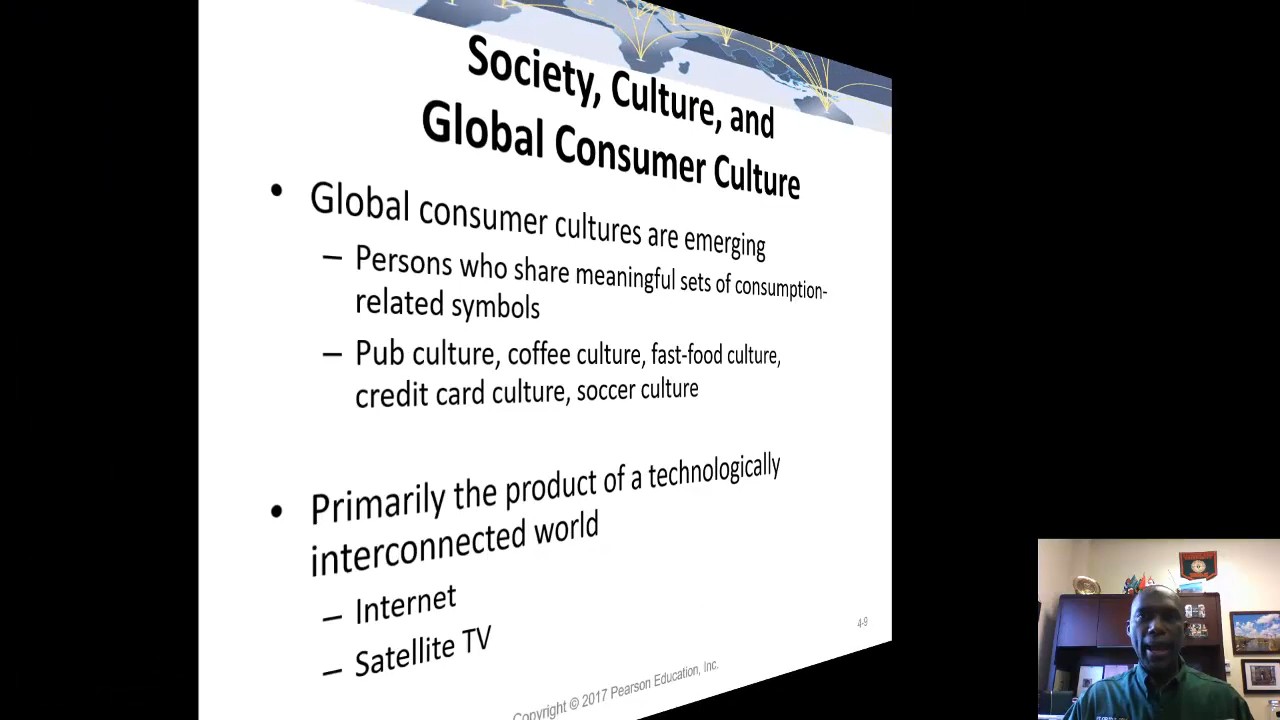 Society, Culture, and
Global Consumer Culture
• Global consumer cultures are emerging
– Persons who share meaningful sets of consumption-
related symbols
– Pub culture, coffee culture, fast-food culture,
credit card culture, soccer culture
• Primarily the product of a technologically
interconnected world
– Internet
– Satellite TV
4-9
Copyright © 2017 Pearson Education, Inc.